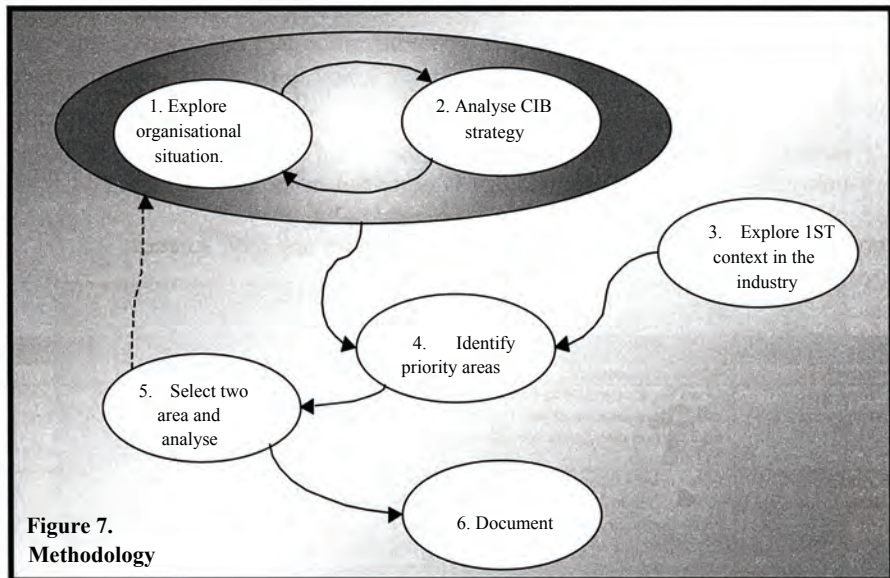 1. Explore
organisational
situation.
2. Analyse CIB
strategy
3. Explore 1ST
context in the
industry
4. Identify
priority areas
5. Select two
area and
analyse
6. Document
Figure 7.
Methodology